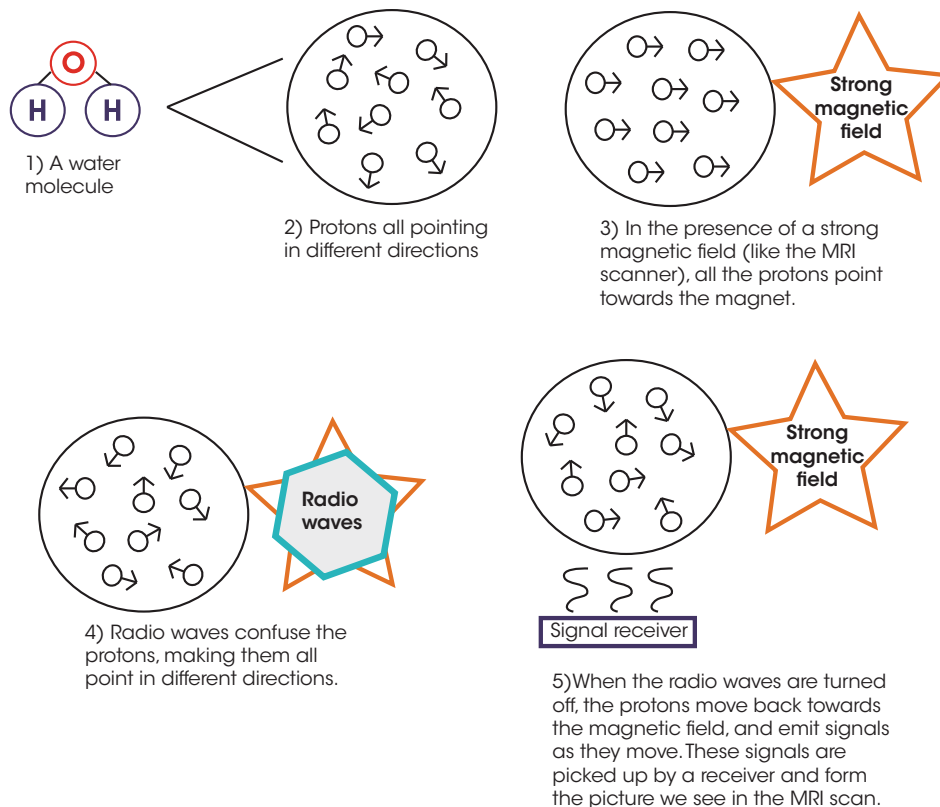 O
H H
1) A water
molecule
2) Protons all pointing
in different directions
Strong
magnetic
field
3) In the presence of a strong
magnetic field (like the MRI
scanner), all the protons point
towards the magnet.
Radio
waves
4) Radio waves confuse the
protons, making them all
point in different directions.
Strong
magnetic
field
Signal receiver
5)When the radio waves are turned
off, the protons move back towards
the magnetic field, and emit signals
as they move. These signals are
picked up by a receiver and form
the picture we see in the MRI scan.